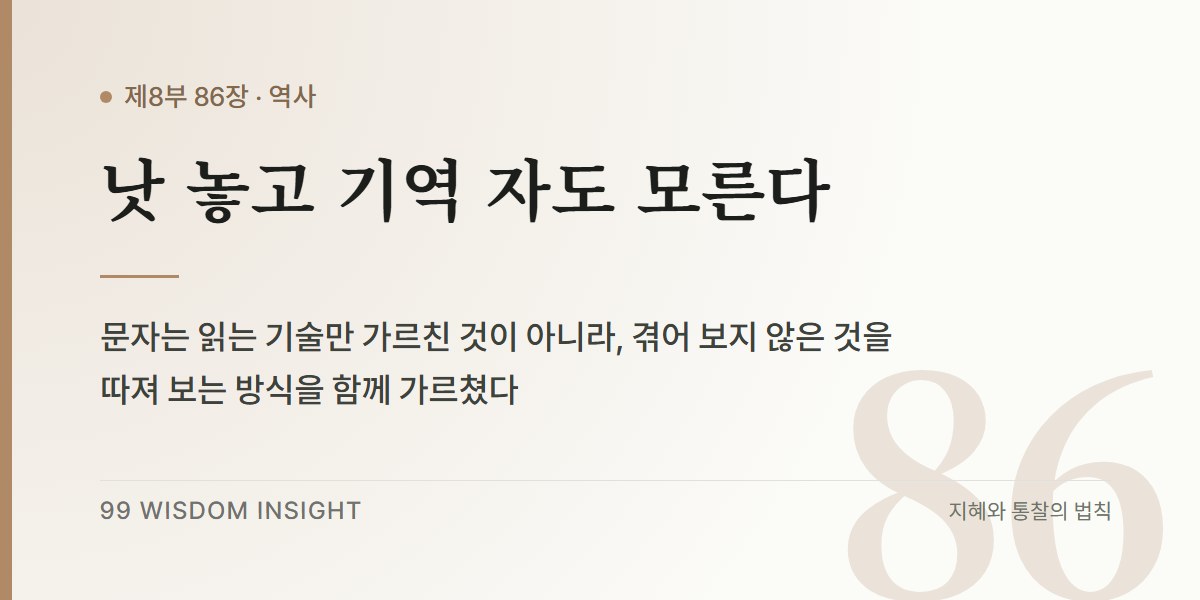 제8부 86장 · 역사
낫 놓고 기역 자도 모른다
문자는 읽는 기술만 가르친 것이 아니라, 겪어 보지 않은 것을
따져 보는 방식을 함께 가르쳤다
86
99 WISDOM INSIGHT
지혜와 통찰의 법칙